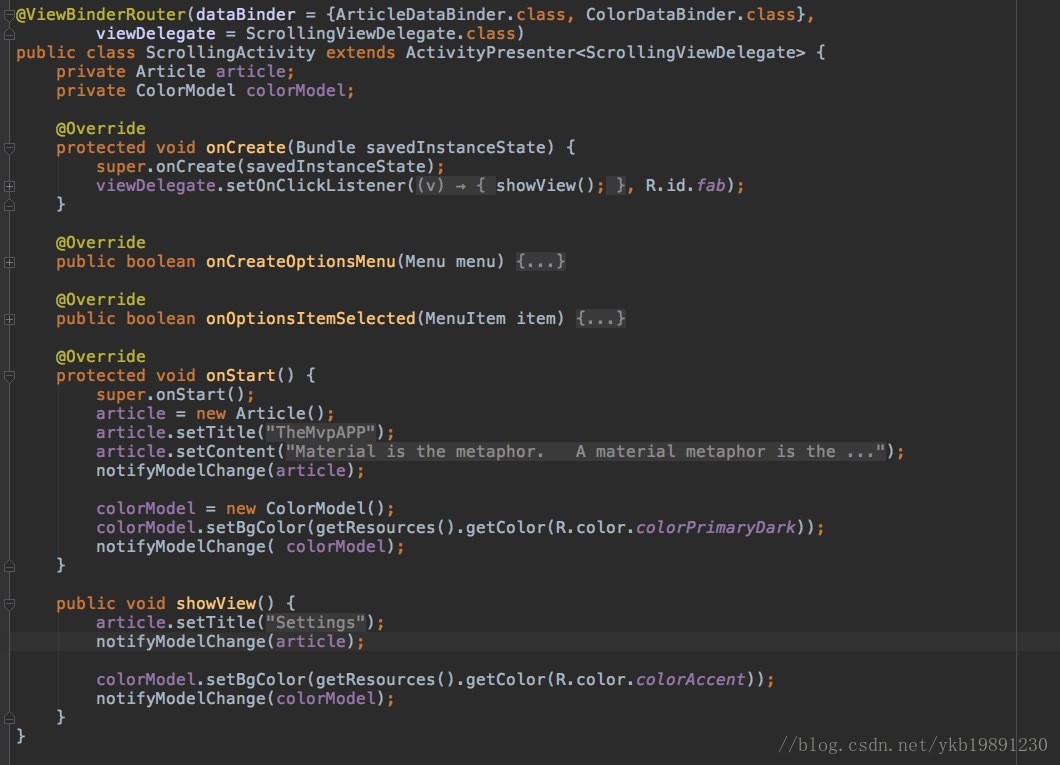 @ViewBinderRouter(dataBinder = {ArticleDataBinder.class, ColorDataBinder.class},
        viewDelegate = ScrollingViewDelegate.class)
public class ScrollingActivity extends ActivityPresenter<ScrollingViewDelegate> {
    private Article article;
    private ColorModel colorModel;

    @Override
    protected void onCreate(Bundle savedInstanceState) {
        super.onCreate(savedInstanceState);
        viewDelegate.setOnClickListener((v) → { showView(); }, R.id.fab);
    }

    @Override
    public boolean onCreateOptionsMenu(Menu menu) {...}

    @Override
    public boolean onOptionsItemSelected(MenuItem item) {...}

    @Override
    protected void onStart() {
        super.onStart();
        article = new Article();
        article.setTitle("TheMvpAPP");
        article.setContent("Material is the metaphor.   A material metaphor is the ...");
        notifyModelChange(article);

        colorModel = new ColorModel();
        colorModel.setBgColor(getResources().getColor(R.color.colorPrimaryDark));
        notifyModelChange( colorModel);
    }

    public void showView() {
        article.setTitle("Settings");
        notifyModelChange(article);

        colorModel.setBgColor(getResources().getColor(R.color.colorAccent));
        notifyModelChange(colorModel);
    }
}
//blog.csdn.net/ykb19891230